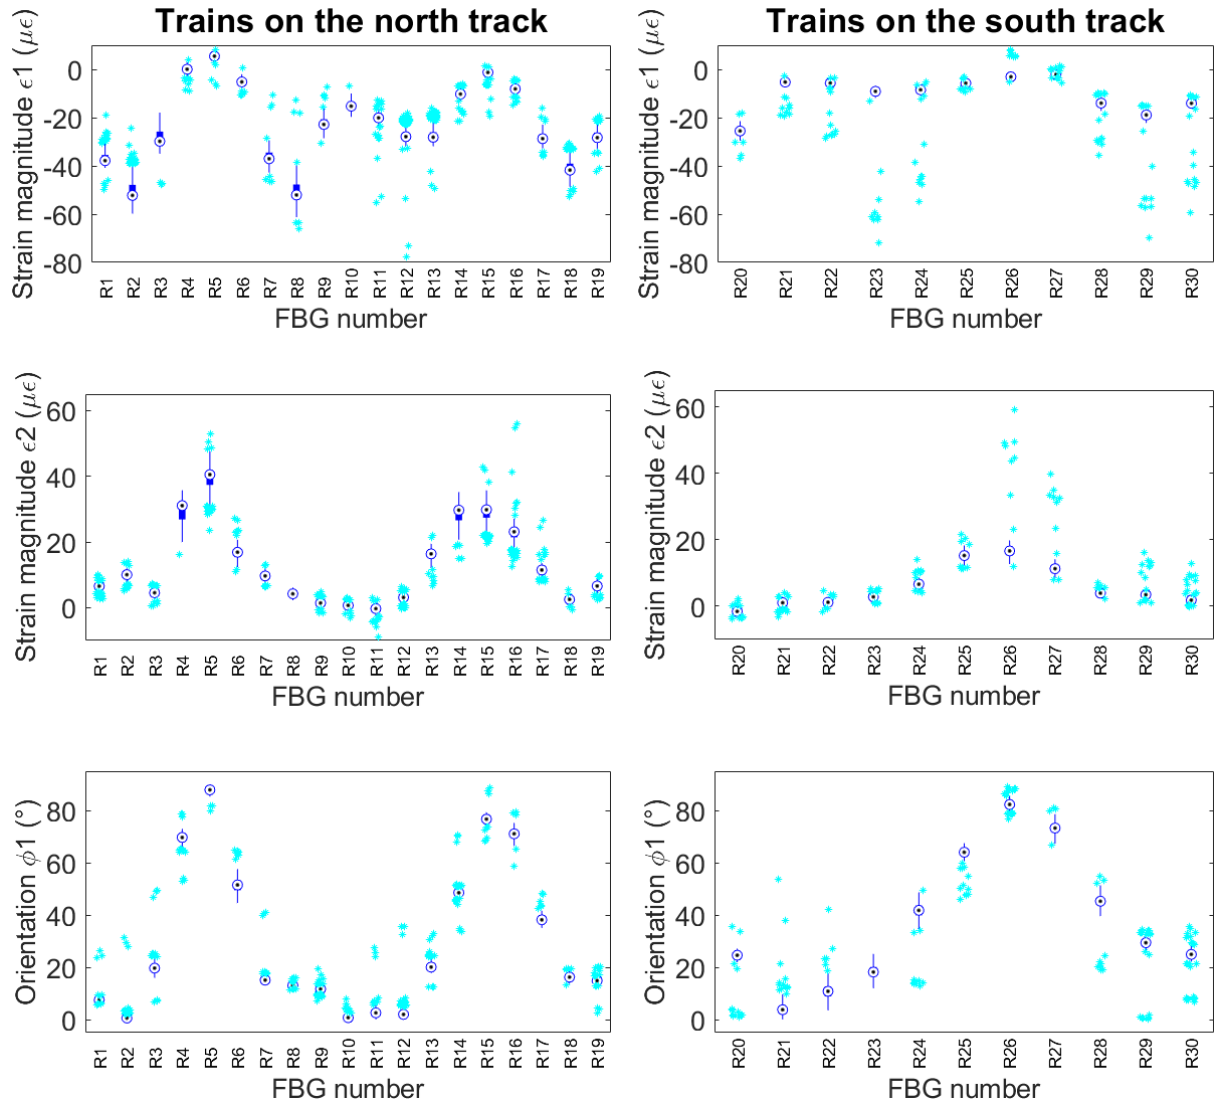 Trains on the north track
Trains on the south track
Strain magnitude ϵ1 (μϵ)
0
-20
-40
-60
-80
R1 R2 R3 R4 R5 R6 R7 R8 R9 R10 R11 R12 R13 R14 R15 R16 R17 R18 R19
FBG number
Strain magnitude ϵ1 (μϵ)
0
-20
-40
-60
-80
R20 R21 R22 R23 R24 R25 R26 R27 R28 R29 R30
FBG number
Strain magnitude ϵ2 (μϵ)
60
40
20
0
R1 R2 R3 R4 R5 R6 R7 R8 R9 R10 R11 R12 R13 R14 R15 R16 R17 R18 R19
FBG number
Strain magnitude ϵ2 (μϵ)
60
40
20
0
R20 R21 R22 R23 R24 R25 R26 R27 R28 R29 R30
FBG number
Orientation ϕ1 (°)
80
60
40
20
0
R1 R2 R3 R4 R5 R6 R7 R8 R9 R10 R11 R12 R13 R14 R15 R16 R17 R18 R19
FBG number
Orientation ϕ1 (°)
80
60
40
20
0
R20 R21 R22 R23 R24 R25 R26 R27 R28 R29 R30
FBG number